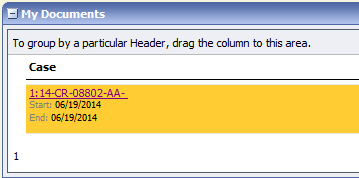 My Documents
To group by a particular Header, drag the column to this area.
Case
1:14-CR-08802-AA-
Start: 06/19/2014
End: 06/19/2014
1